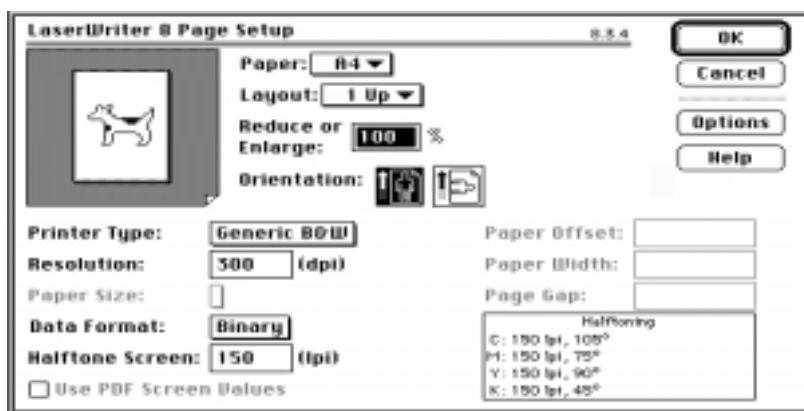 LaserWriter 8 Page Setup
8.3.4
OK
Paper: A4
Cancel
Layout: 1 Up
Reduce or Enlarge: 100 %
Options
Help
Orientation:
Printer Type: Generic B&W
Paper Offset:
Resolution: 300 (dpi)
Paper Width:
Paper Size:
Page Gap:
Data Format: Binary
Halftoning
C: 150 lpi, 105°
Halftone Screen: 150 (lpi)
M: 150 lpi, 75°
Y: 150 lpi, 90°
Use PDF Screen Values
K: 150 lpi, 45°